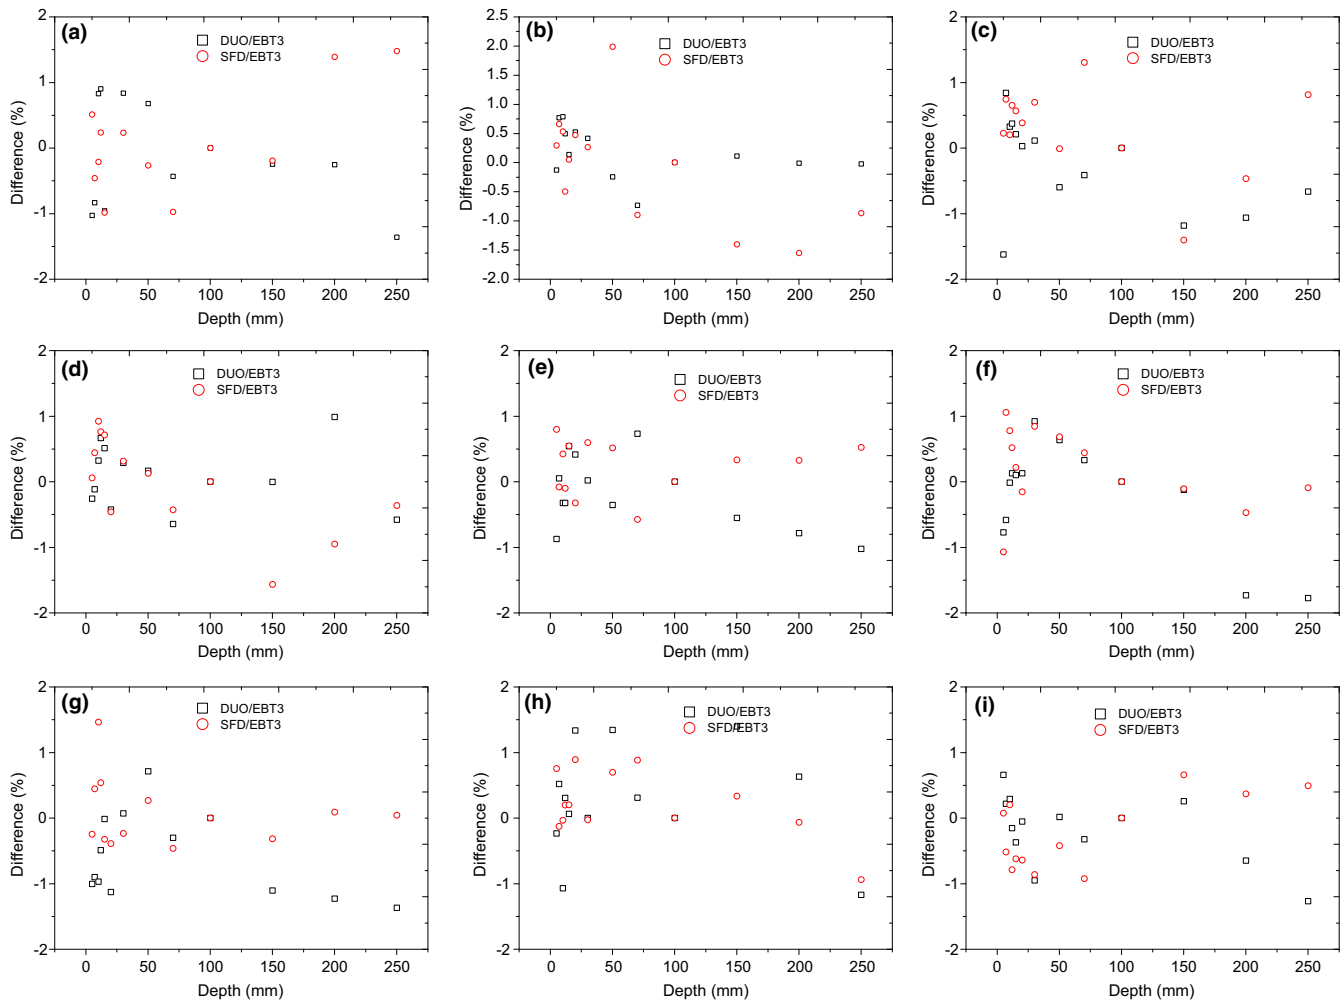 (a)
DUO/EBT3
SFD/EBT3
Difference (%)
2
1
0
-1
-2
0 50 100 150 200 250
Depth (mm)
(b)
DUO/EBT3
SFD/EBT3
Difference (%)
2.5
2.0
1.5
1.0
0.5
0.0
-0.5
-1.0
-1.5
2.0
0 50 100 150 200 250
Depth (mm)
(c)
DUO/EBT3
SFD/EBT3
Difference (%)
2
1
0
-1
-2
0 50 100 150 200 250
Depth (mm)
(d)
DUO/EBT3
SFD/EBT3
Difference (%)
2
1
0
-1
-2
0 50 100 150 200 250
Depth (mm)
(e)
DUO/EBT3
SFD/EBT3
Difference (%)
2
1
0
-1
-2
0 50 100 150 200 250
Depth (mm)
(f)
DUO/EBT3
SFD/EBT3
Difference (%)
2
1
0
-1
-2
0 50 100 150 200 250
Depth (mm)
(g)
DUO/EBT3
SFD/EBT3
Difference (%)
2
1
0
-1
-2
0 50 100 150 200 250
Depth (mm)
(h)
DUO/EBT3
SFD/EBT3
Difference (%)
2
1
0
-1
-2
0 50 100 150 200 250
Depth (mm)
(i)
DUO/EBT3
SFD/EBT3
Difference (%)
2
1
0
-1
-2
0 50 100 150 200 250
Depth (mm)